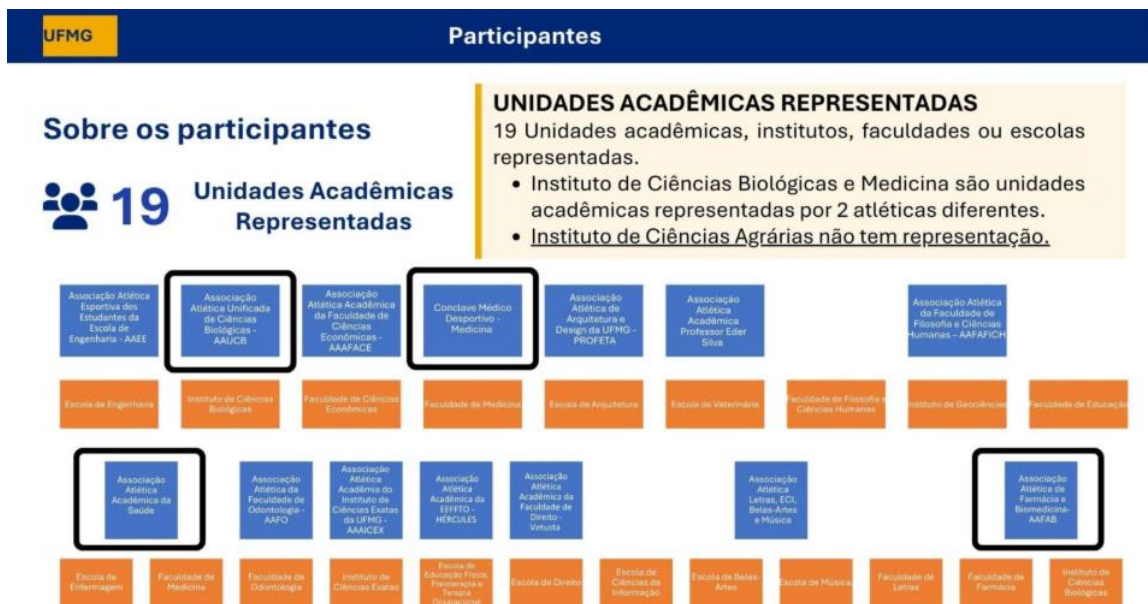 UFMG
Participantes
Sobre os participantes
19
Unidades Acadêmicas
Representadas
UNIDADES ACADÊMICAS REPRESENTADAS
19 Unidades acadêmicas, institutos, faculdades ou escolas
representadas.
• Instituto de Ciências Biológicas e Medicina são unidades
acadêmicas representadas por 2 atléticas diferentes.
• Instituto de Ciências Agrárias não tem representação.
Associação Atlética
Esportiva dos
Estudantes da
Escola de
Engenharia - AAEE
Associação
Atlética Unificada
de Ciências
Biológicas -
AAUCB
Associação
Atlética Acadêmica
da Faculdade de
Ciências
Econômicas -
AAAFACE
Conclave Médico
Desportivo -
Medicina
Associação
Atlética de
Arquitetura e
Design da UFMG -
PROFETA
Associação
Atlética
Acadêmica
Professor Eder
Silva
Associação Atlética
da Faculdade de
Filosofia e Ciências
Humanas – AAFAFICH
Escola de Engenharia
Instituto de Ciências
Biológicas
Faculdade de Ciências
Econômicas
Faculdade de Medicina
Escola de Arquitetura
Escola de Veterinária
Faculdade de Filosofia e
Ciências Humanas
Instituto de Geociências
Faculdade de Educação
Associação
Atlética
Acadêmica da
Saúde
Associação
Atlética da
Faculdade de
Odontologia -
AAFO
Associação
Atlética
Acadêmia do
Instituto de
Ciências Exatas
da UFMG -
AAAICEX
Associação
Atlética
Acadêmica da
EEFFTO -
HÉRCULES
Associação
Atlética
Acadêmica da
Faculdade de
Direito -
Vetusta
Associação
Atlética
Letras, ECI,
Belas-Artes
e Música
Associação
Atlética de
Farmácia e
Biomedicina-
AAFAB
Escola de
Enfermagem
Faculdade de
Medicina
Faculdade de
Odontologia
Instituto de
Ciências Exatas
Escola de
Educação Física,
Fisioterapia e
Terapia
Ocupacional
Escola de Direito
Escola de
Ciências da
Informação
Escola de Belas-
Artes
Escola de Música.
Faculdade de
Letras
Faculdade de
Farmácia
Instituto de
Ciências
Biológicas